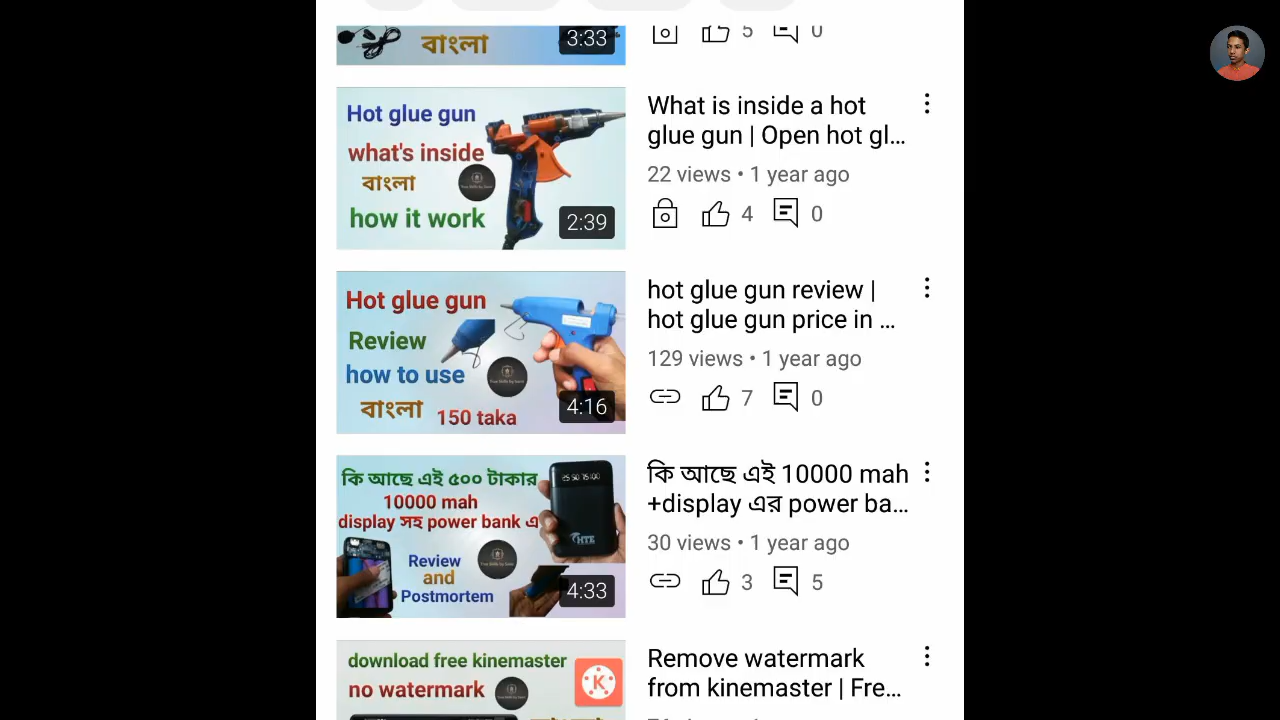 বাংলা
3:33
5
0
Hot glue gun
what's inside
বাংলা
how it work
2:39
What is inside a hot
glue gun | Open hot gl...
22 views • 1 year ago
4
0
Hot glue gun
Review
how to use
বাংলা
150 taka
4:16
hot glue gun review |
hot glue gun price in ...
129 views • 1 year ago
7
0
কি আছে এই ৫০০ টাকার
10000 mah
display সহ power bank এ
25 50 75 100
HTE
Review
and
Postmortem
4:33
কি আছে এই 10000 mah
+display এর power ba...
30 views • 1 year ago
3
5
download free kinemaster
no watermark
K
Remove watermark
from kinemaster | Fre...